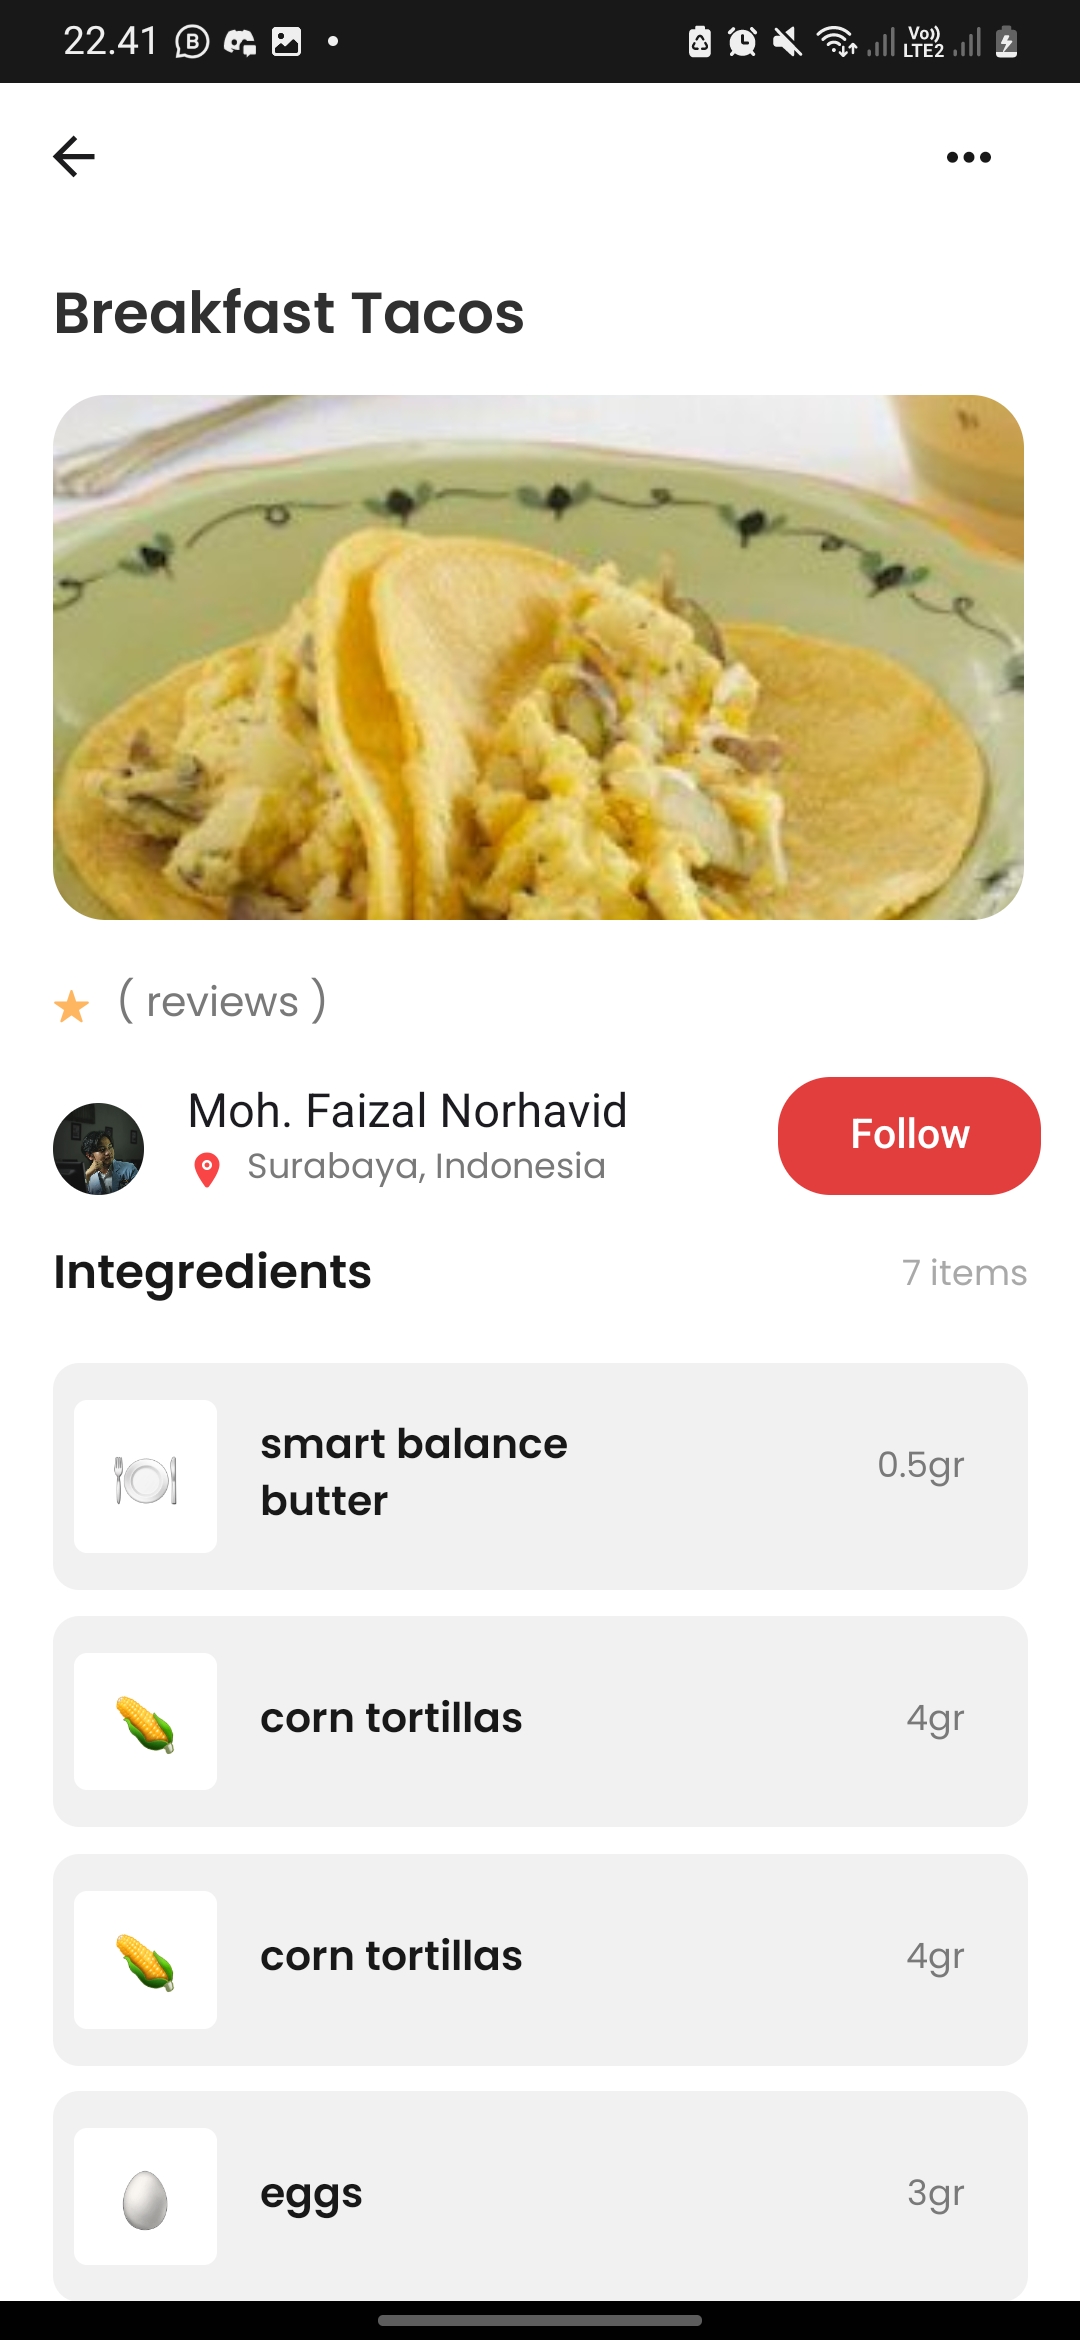 22.41
Vo))
LTE2
Breakfast Tacos
( reviews )
Moh. Faizal Norhavid
Follow
Surabaya, Indonesia
Integredients
7 items
smart balance
butter
0.5gr
corn tortillas
4gr
corn tortillas
4gr
eggs
3gr